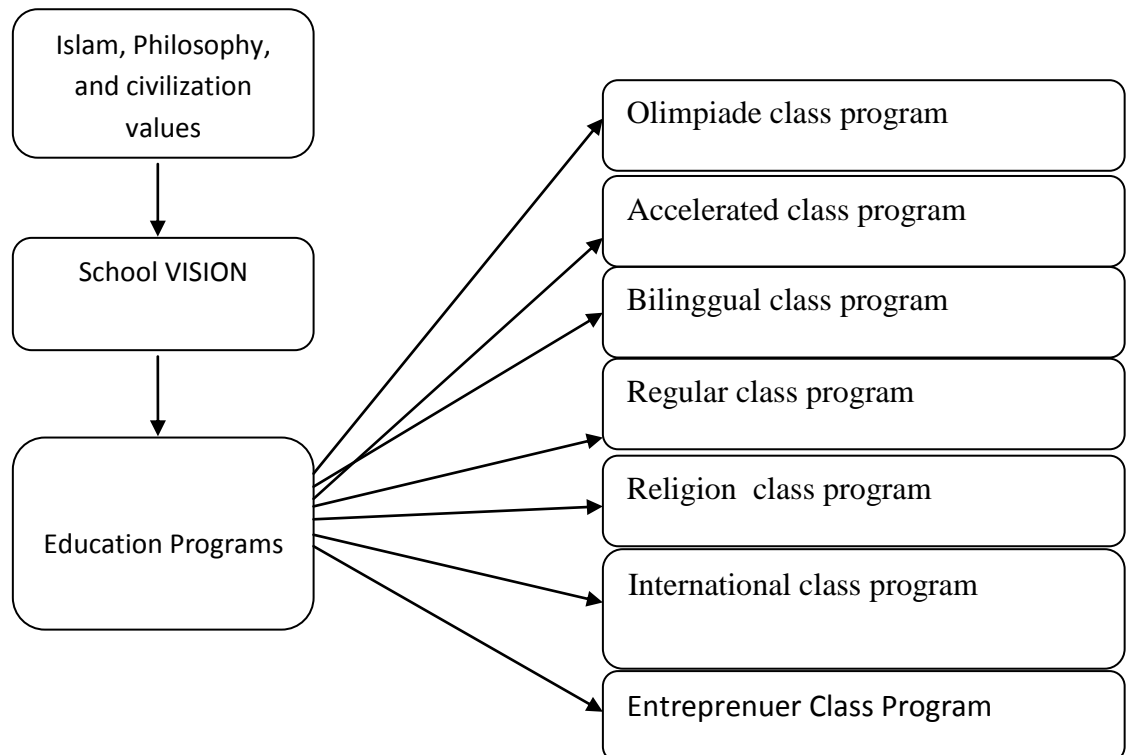 Islam, Philosophy,
and civilization
values
School VISION
Education Programs
Olimpiade class program
Accelerated class program
Bilinggual class program
Regular class program
Religion  class program
International class program
Entreprenuer Class Program